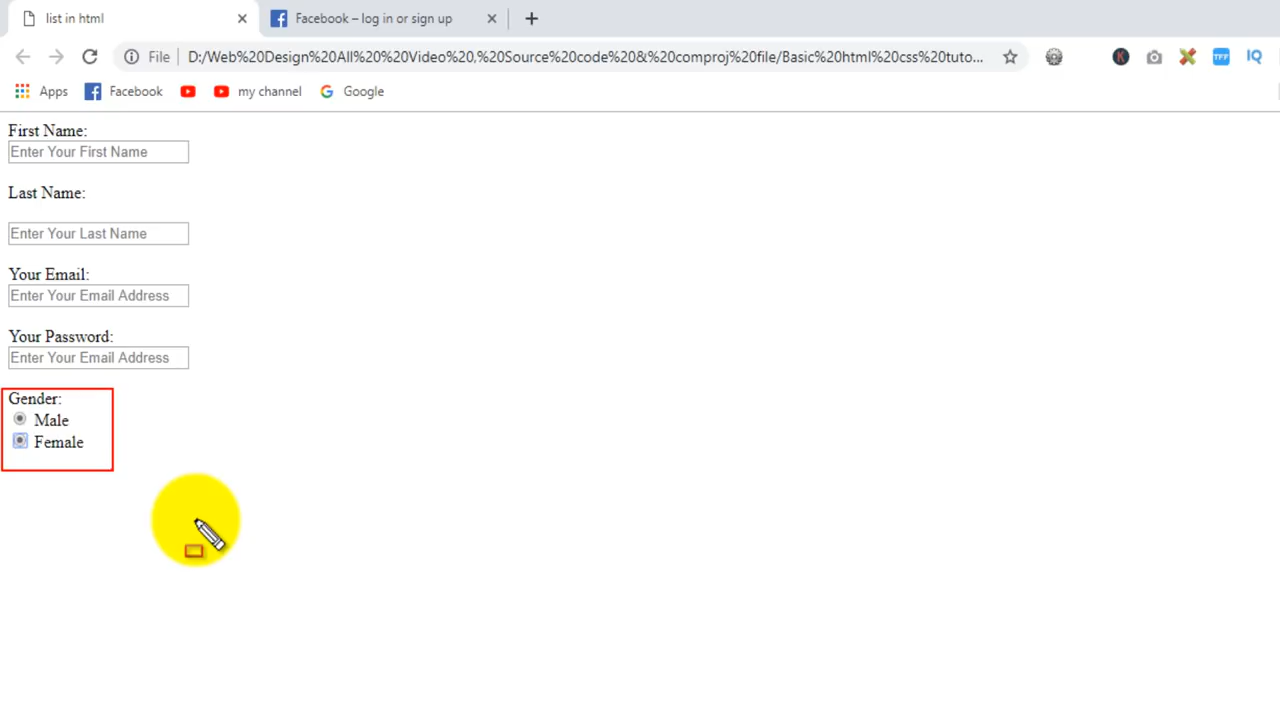 list in html
Facebook – log in or sign up
File D:/Web%20Design%20All%20%20Video%20,%20Source%20code%20&%20comproj%20file/Basic%20html%20css%20tuto...
K
TFF
IQ
Apps Facebook my channel Google
First Name:
Enter Your First Name
Last Name:
Enter Your Last Name
Your Email:
Enter Your Email Address
Your Password:
Enter Your Email Address
Gender:
Male
Female